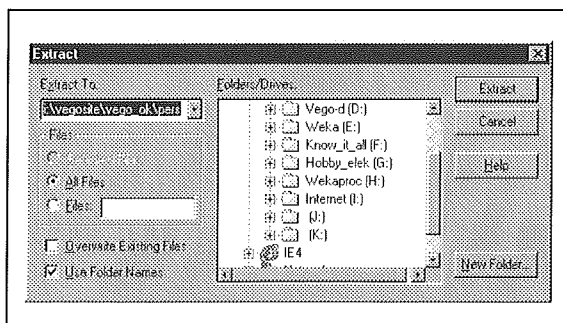 Extract
Extract To:
:\vegosite\vego_ok\pers
Files
All Files
Files:
Overwrite Existing Files
Use Folder Names
Folders/Drives:
Vego-d (D:)
Weka (E:)
Know_it_all (F:)
Hobby_elek (G:)
Wekaproc (H:)
Internet (I:)
(J:)
(K:)
IE4
Extract
Cancel
Help
New Folder...